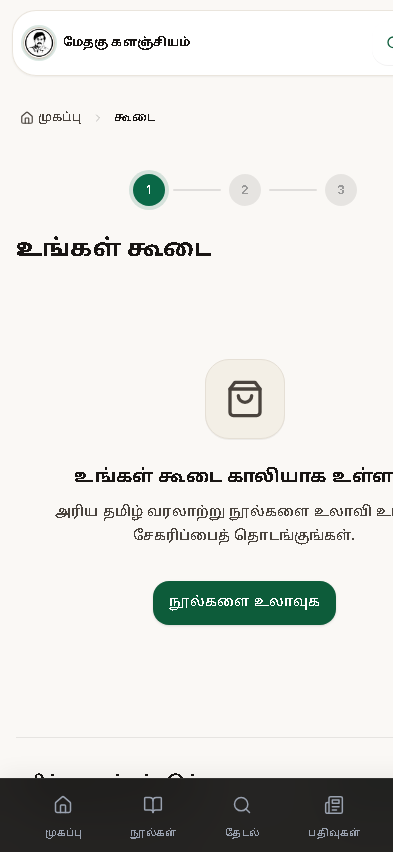 மேதகு களஞ்சியம்
முகப்பு > கூடை
1 2 3
உங்கள் கூடை
உங்கள் கூடை காலியாக உள்ள
அரிய தமிழ் வரலாற்று நூல்களை உலாவி
சேகரிப்பைத் தொடங்குங்கள்.
நூல்களை உலாவுக
முகப்பு நூல்கள் தேடல் பதிவுகள்